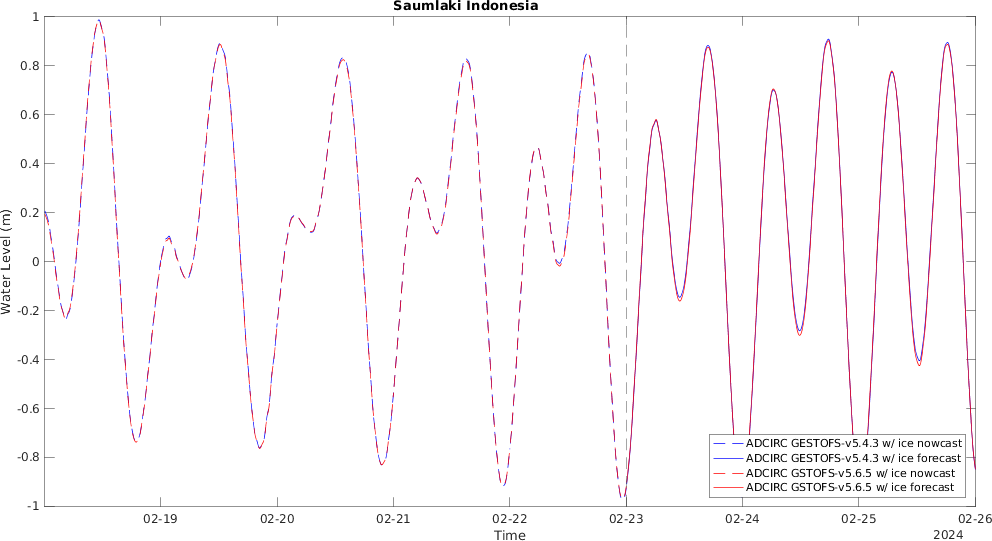 Saumlaki Indonesia
Water Level (m)
1
0.8
0.6
0.4
0.2
0
-0.2
-0.4
-0.6
-0.8
-1
02-19
02-20
02-21
02-22
02-23
02-24
02-25
02-26
Time
2024
ADCIRC GESTOFS-v5.4.3 w/ ice nowcast
ADCIRC GESTOFS-v5.4.3 w/ ice forecast
ADCIRC GSTOFS-v5.6.5 w/ ice nowcast
ADCIRC GSTOFS-v5.6.5 w/ ice forecast